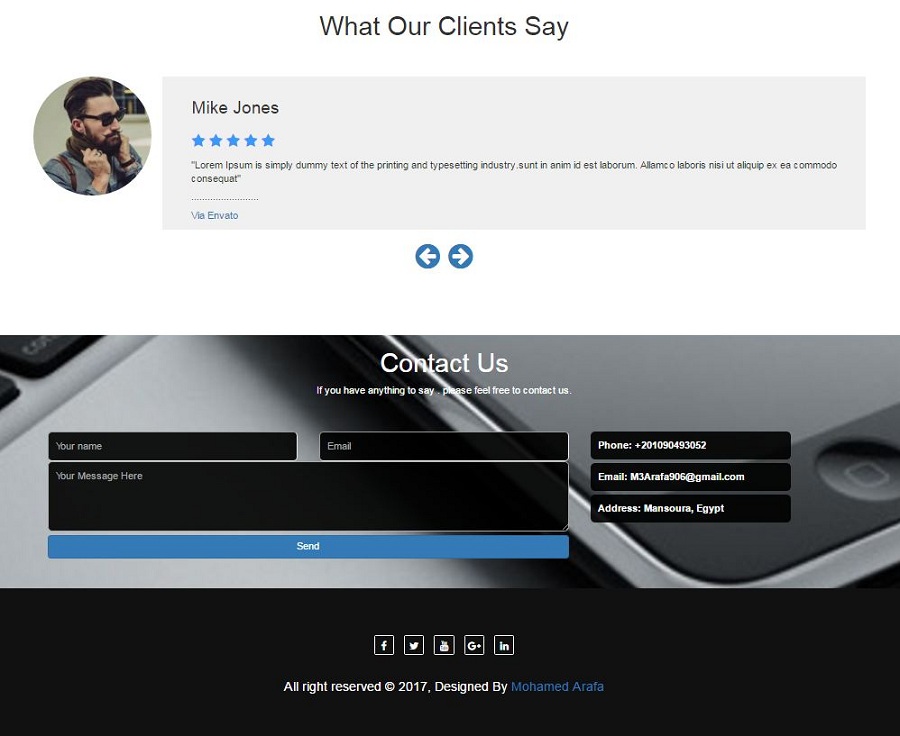 What Our Clients Say
Mike Jones
"Lorem Ipsum is simply dummy text of the printing and typesetting industry.sunt in anim id est laborum. Allamco laboris nisi ut aliquip ex ea commodo
consequat"
.........................
Via Envato
Contact Us
If you have anything to say . please feel free to contact us.
Your name
Email
Your Message Here
Send
Phone: +201090493052
Email: M3Arafa906@gmail.com
Address: Mansoura, Egypt
All right reserved © 2017, Designed By Mohamed Arafa